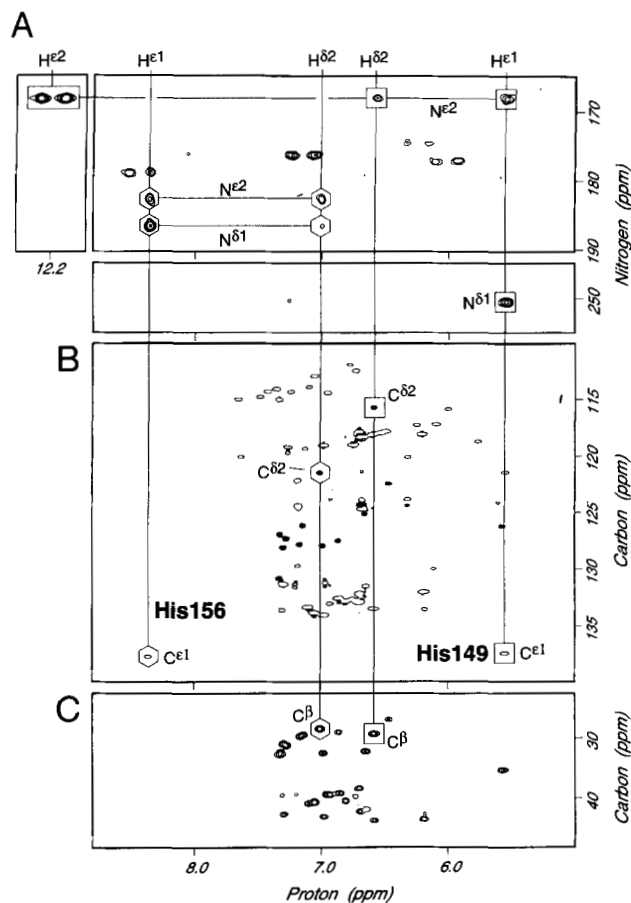 A
Hε2 Hε1 Hδ2 Hδ2 Hε1
Nε2
170
Nε2
180
Nδ1
190
Nitrogen (ppm)
12.2
Nδ1
250
B
115
Cδ2
120
Cδ2
125
130
His156
135
Cε1
His149 Cε1
Carbon (ppm)
C
Cβ
Cβ
30
40
Carbon (ppm)
8.0 7.0 6.0
Proton (ppm)